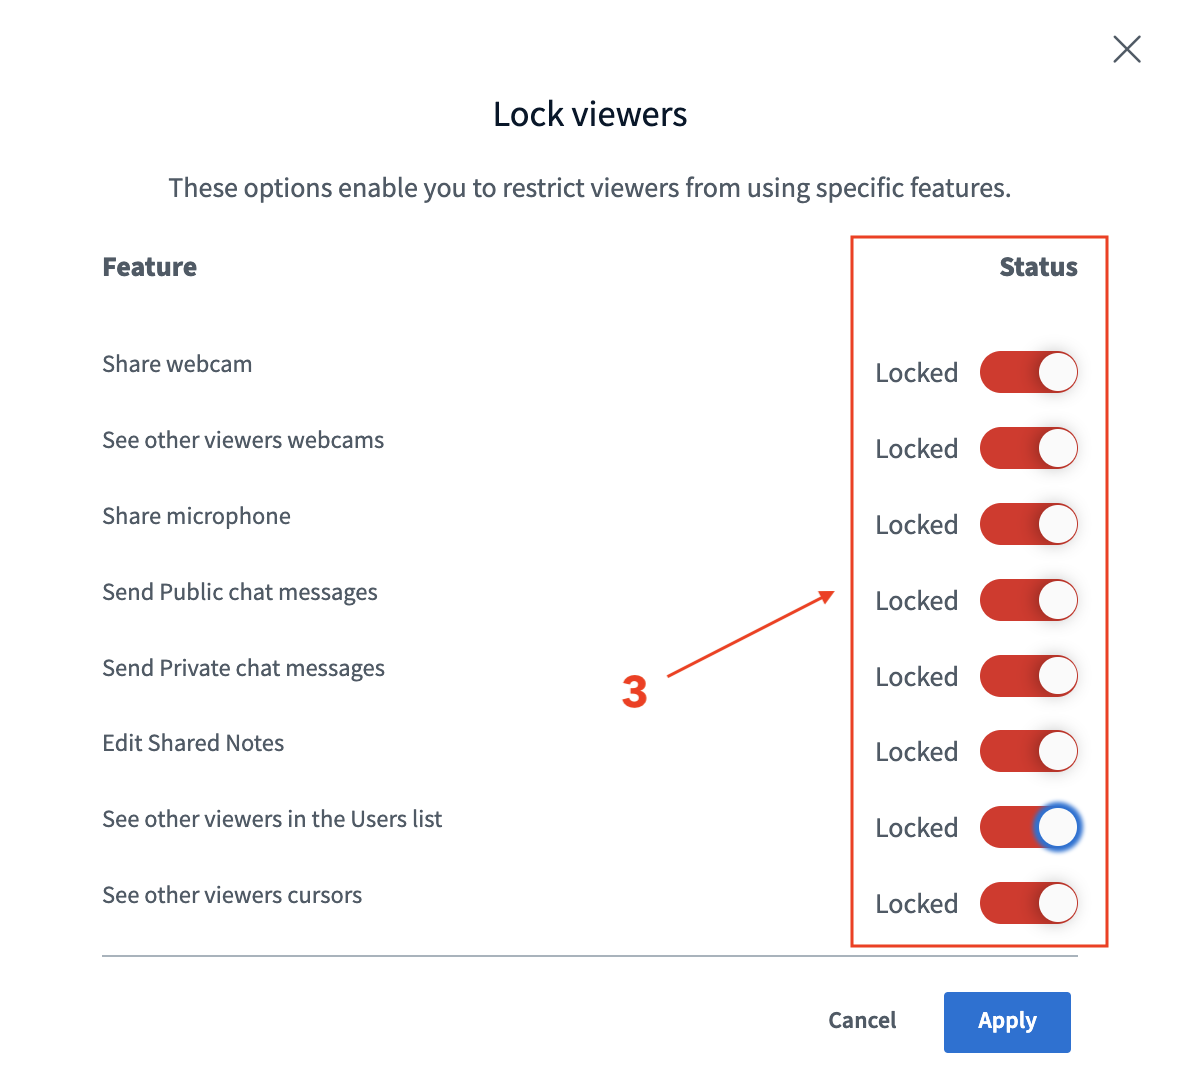 Lock viewers
These options enable you to restrict viewers from using specific features.
Feature Status
Share webcam Locked
See other viewers webcams Locked
Share microphone Locked
Send Public chat messages Locked
Send Private chat messages Locked
3
Edit Shared Notes Locked
See other viewers in the Users list Locked
See other viewers cursors Locked
Cancel Apply